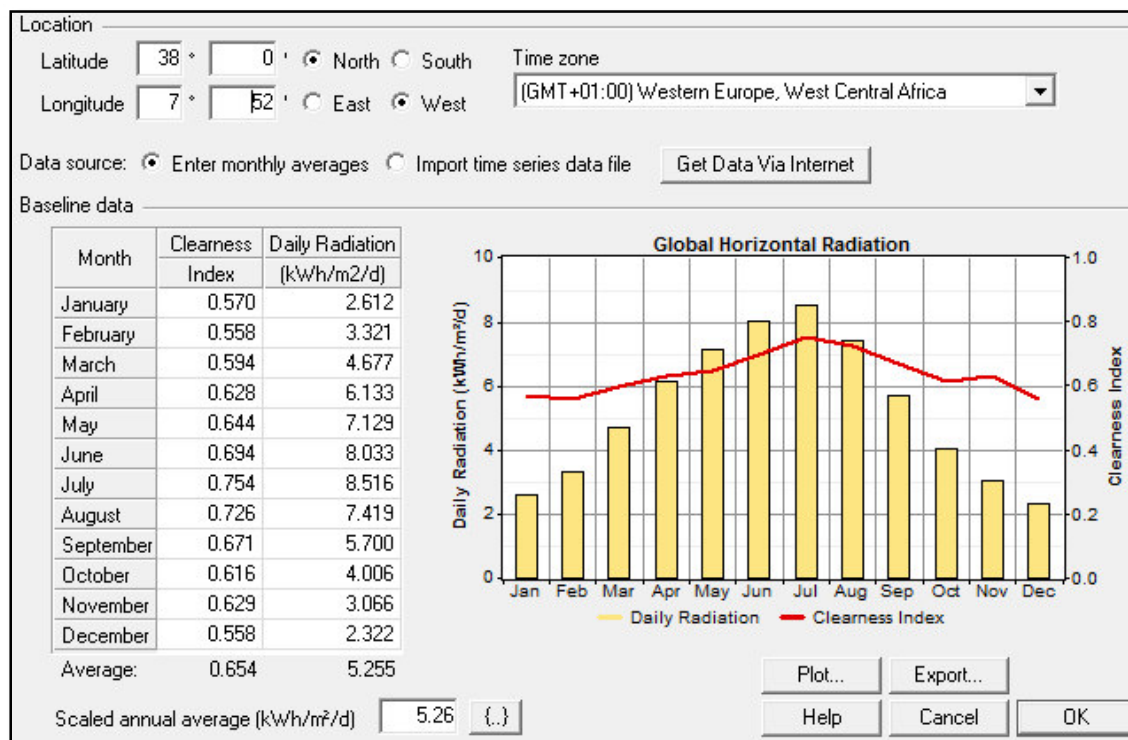 Location
Latitude 38 ° 0 ' North South
Time zone
Longitude 7 ° 52 ' East West
(GMT+01:00) Western Europe, West Central Africa
Data source: Enter monthly averages Import time series data file Get Data Via Internet
Baseline data
Month Clearness Index Daily Radiation (kWh/m2/d)
January 0.570 2.612
February 0.558 3.321
March 0.594 4.677
April 0.628 6.133
May 0.644 7.129
June 0.694 8.033
July 0.754 8.516
August 0.726 7.419
September 0.671 5.700
October 0.616 4.006
November 0.629 3.066
December 0.558 2.322
Average: 0.654 5.255
Scaled annual average (kWh/m²/d) 5.26 {..}
Global Horizontal Radiation
Daily Radiation (kWh/m²/d)
10
8
6
4
2
0
1.0
0.8
0.6
0.4
0.2
0.0
Clearness Index
Jan Feb Mar Apr May Jun Jul Aug Sep Oct Nov Dec
Daily Radiation Clearness Index
Plot... Export...
Help Cancel OK